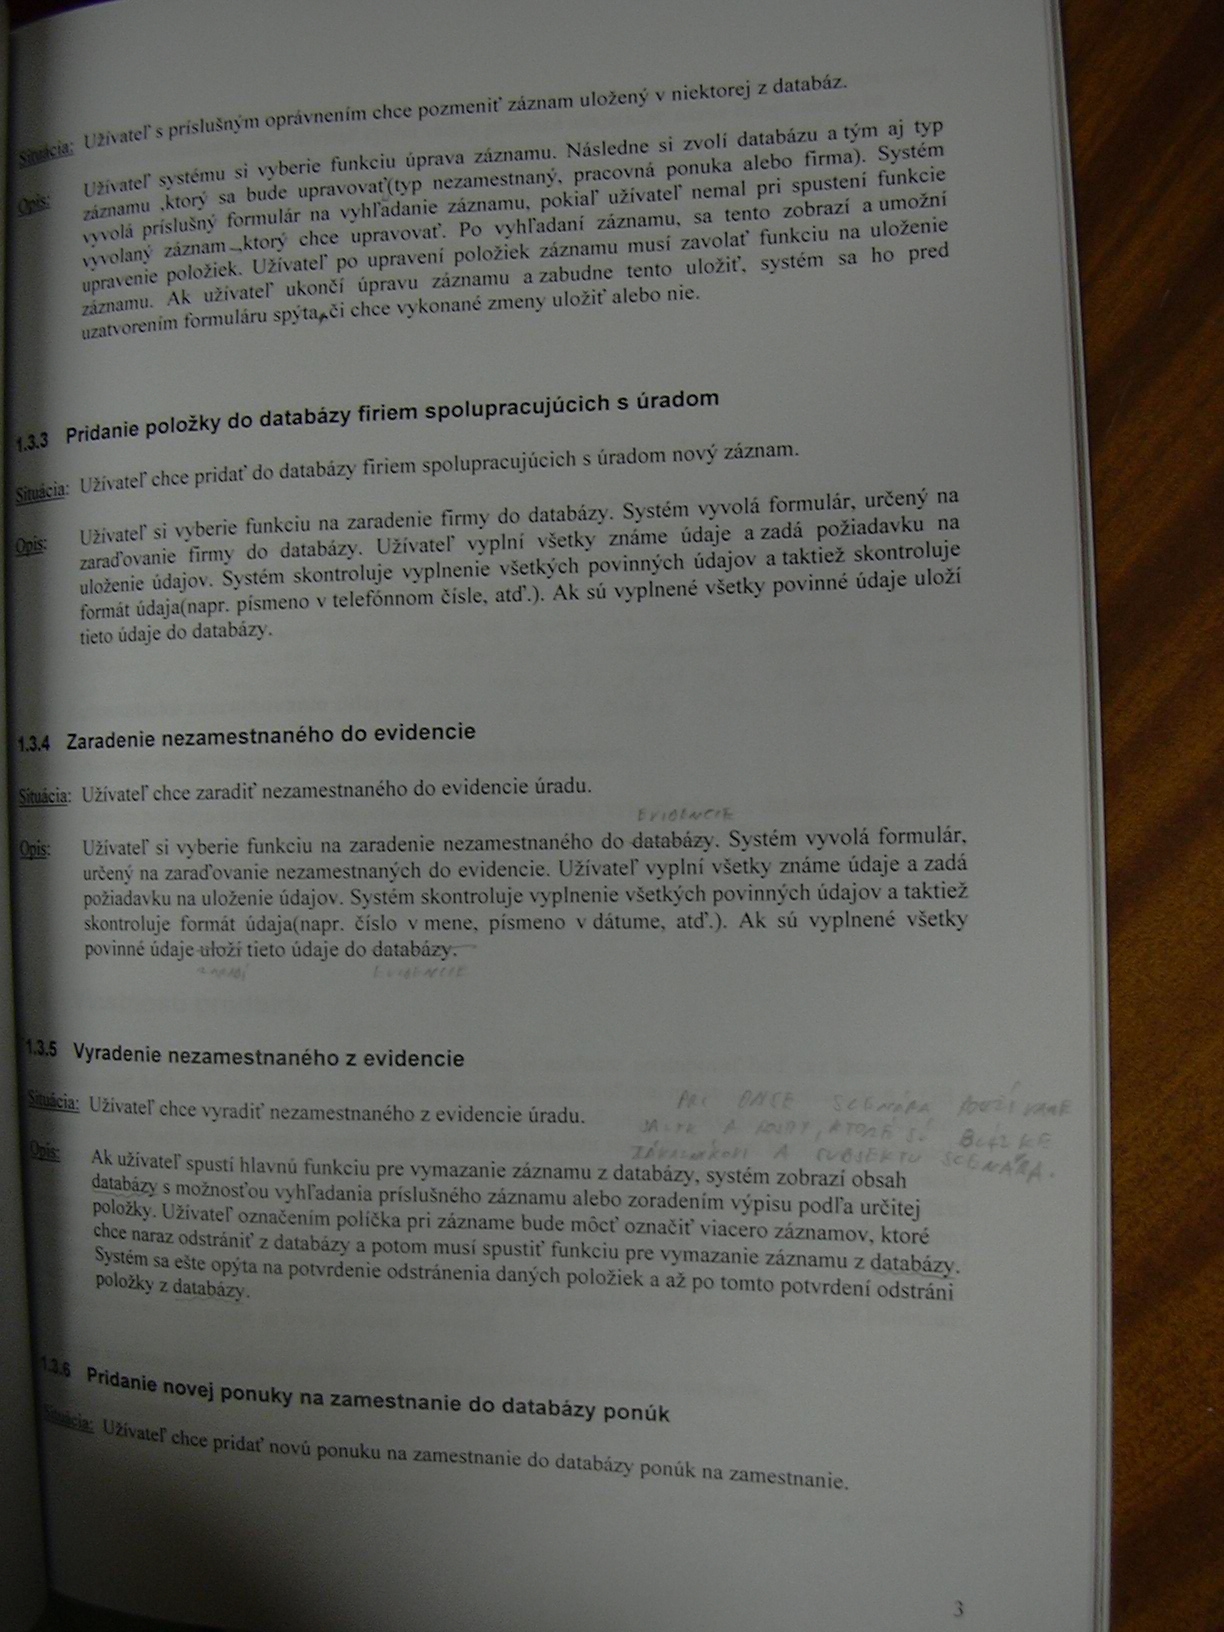 Situácia: Užívateľ s príslušným oprávnením chce pozmeniť záznam uložený v niektorej z databáz.
Opis: Užívateľ systému si vyberie funkciu úprava záznamu. Následne si zvolí databázu a tým aj typ
záznamu ,ktorý sa bude upravovať(typ nezamestnaný, pracovná ponuka alebo firma). Systém
vyvolá príslušný formulár na vyhľadanie záznamu, pokiaľ užívateľ nemal pri spustení funkcie
vyvolaný záznam ,ktorý chce upravovať. Po vyhľadaní záznamu, sa tento zobrazí a umožní
upravenie položiek. Užívateľ po upravení položiek záznamu musí zavolať funkciu na uloženie
záznamu. Ak užívateľ ukončí úpravu záznamu a zabudne tento uložiť, systém sa ho pred
uzatvorením formuláru spýta, či chce vykonané zmeny uložiť alebo nie.
1.3.3 Pridanie položky do databázy firiem spolupracujúcich s úradom
Situácia: Užívateľ chce pridať do databázy firiem spolupracujúcich s úradom nový záznam.
Opis: Užívateľ si vyberie funkciu na zaradenie firmy do databázy. Systém vyvolá formulár, určený na
zaraďovanie firmy do databázy. Užívateľ vyplní všetky známe údaje a zadá požiadavku na
uloženie údajov. Systém skontroluje vyplnenie všetkých povinných údajov a taktiež skontroluje
formát údaja(napr. písmeno v telefónnom čísle, atď.). Ak sú vyplnené všetky povinné údaje uloží
tieto údaje do databázy.
1.3.4 Zaradenie nezamestnaného do evidencie
Situácia: Užívateľ chce zaradiť nezamestnaného do evidencie úradu.
EVIDENCIE
Opis: Užívateľ si vyberie funkciu na zaradenie nezamestnaného do databázy. Systém vyvolá formulár,
určený na zaraďovanie nezamestnaných do evidencie. Užívateľ vyplní všetky známe údaje a zadá
požiadavku na uloženie údajov. Systém skontroluje vyplnenie všetkých povinných údajov a taktiež
skontroluje formát údaja(napr. číslo v mene, písmeno v dátume, atď.). Ak sú vyplnené všetky
povinné údaje uloží tieto údaje do databázy.
EVIDENCIE
1.3.5 Vyradenie nezamestnaného z evidencie
Situácia: Užívateľ chce vyradiť nezamestnaného z evidencie úradu.
PRI SCENÁRA POUŽÍVAME
A KTORÉ SÚ BLÍZKE
A SUBJEKTU SCENÁRA.
Opis: Ak užívateľ spustí hlavnú funkciu pre vymazanie záznamu z databázy, systém zobrazí obsah
databázy s možnosťou vyhľadania príslušného záznamu alebo zoradením výpisu podľa určitej
položky. Užívateľ označením políčka pri zázname bude môcť označiť viacero záznamov, ktoré
chce naraz odstrániť z databázy a potom musí spustiť funkciu pre vymazanie záznamu z databázy.
Systém sa ešte opýta na potvrdenie odstránenia daných položiek a až po tomto potvrdení odstráni
položky z databázy.
1.3.6 Pridanie novej ponuky na zamestnanie do databázy ponúk
Situácia: Užívateľ chce pridať novú ponuku na zamestnanie do databázy ponúk na zamestnanie.
3